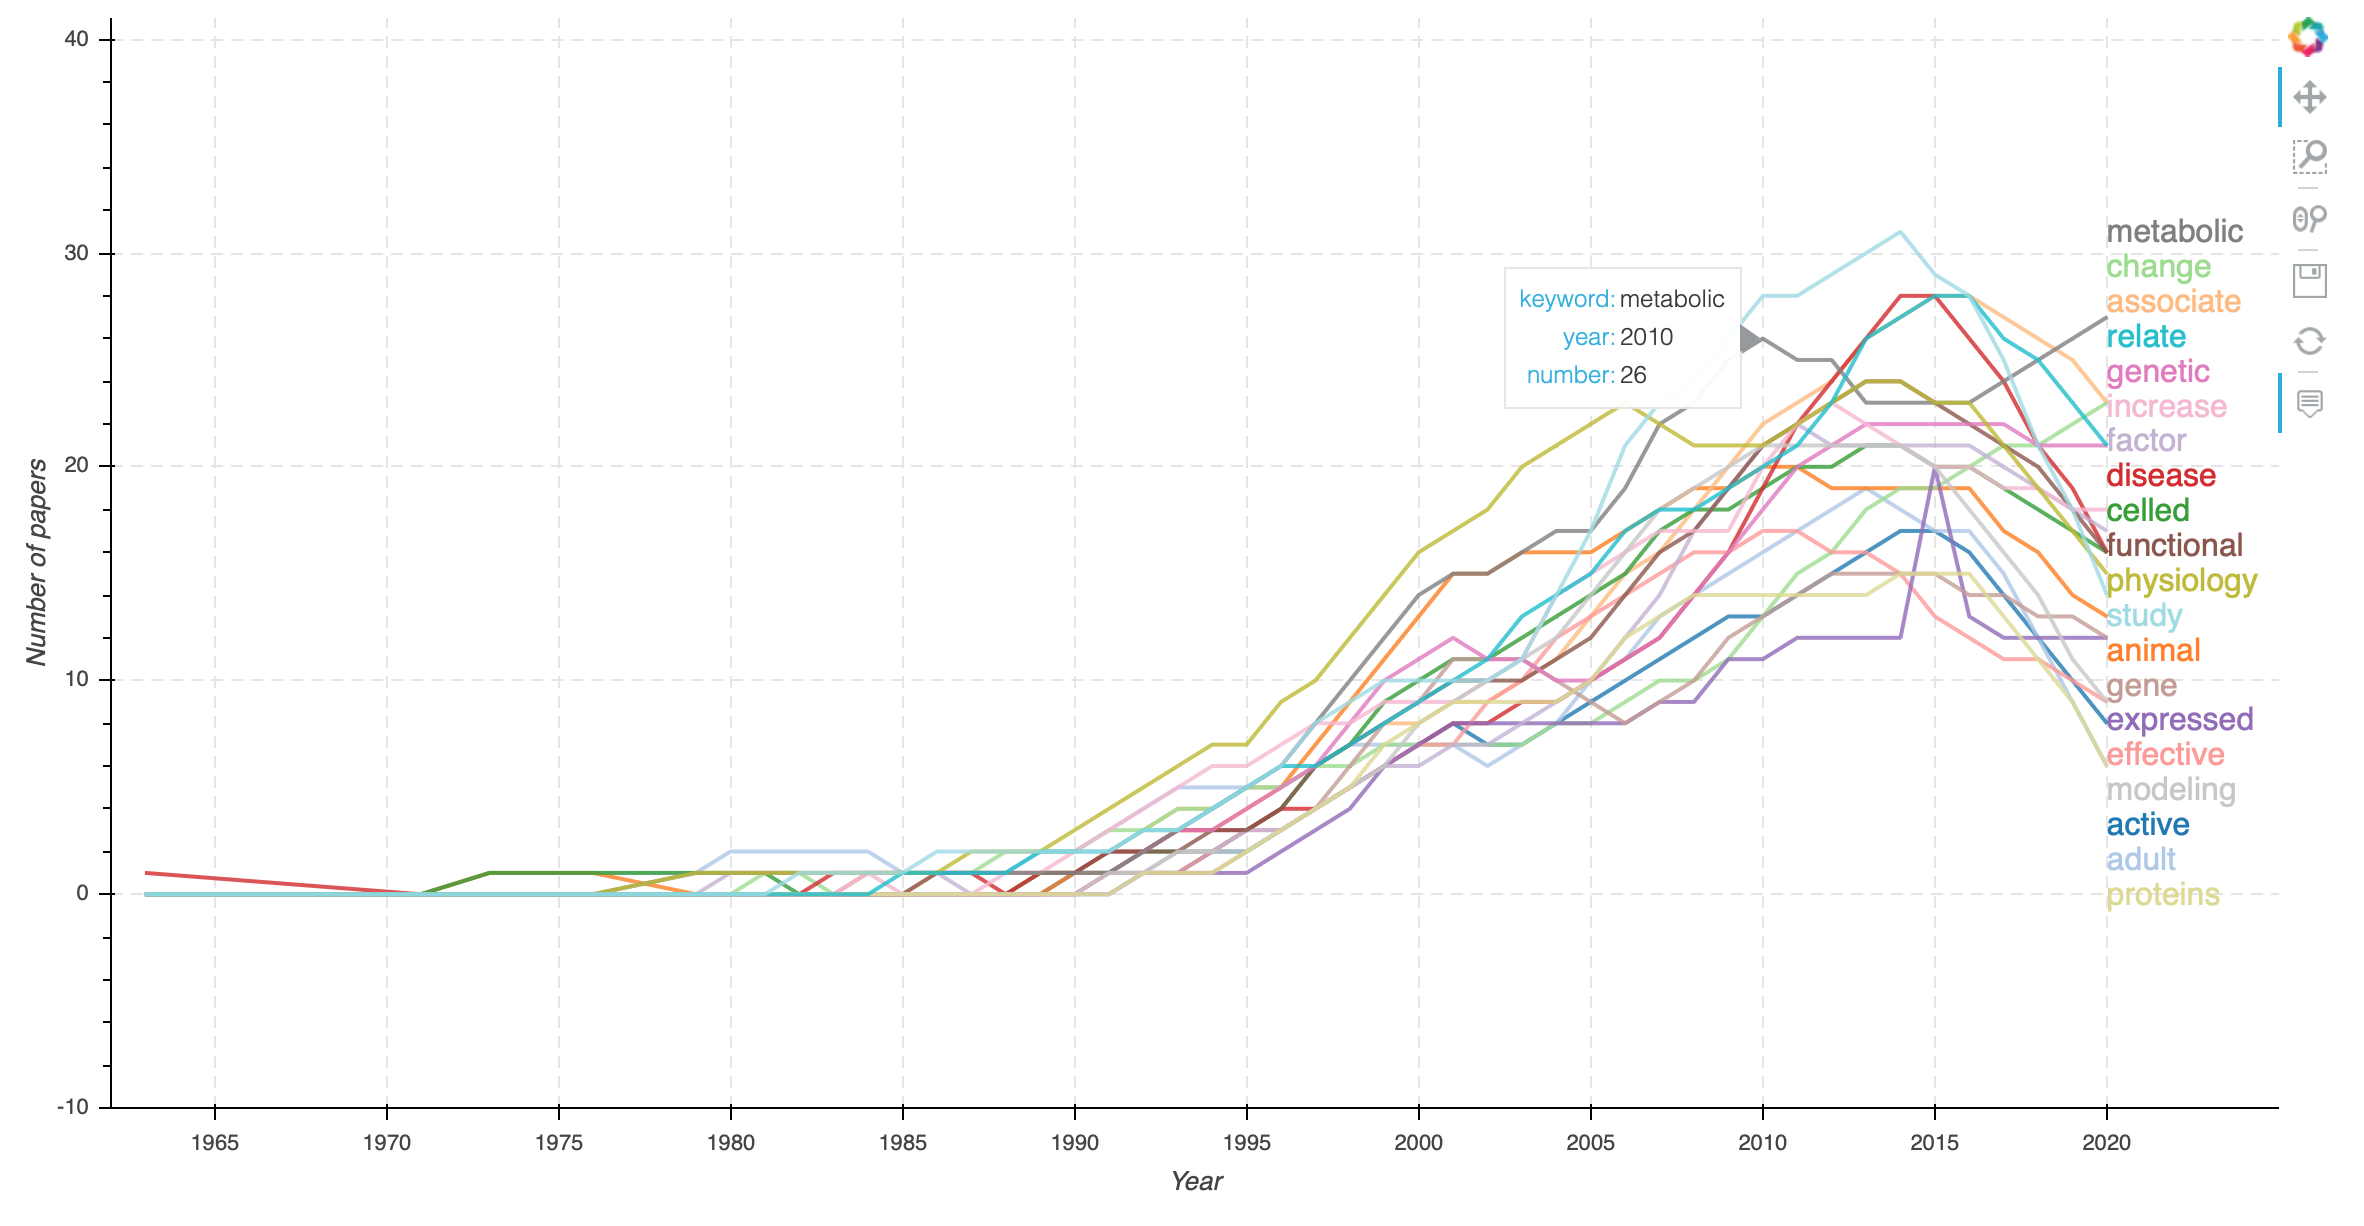 40
30
20
10
0
-10
Number of papers
1965 1970 1975 1980 1985 1990 1995 2000 2005 2010 2015 2020
Year
keyword: metabolic
year: 2010
number: 26
metabolic
change
associate
relate
genetic
increase
factor
disease
celled
functional
physiology
study
animal
gene
expressed
effective
modeling
active
adult
proteins